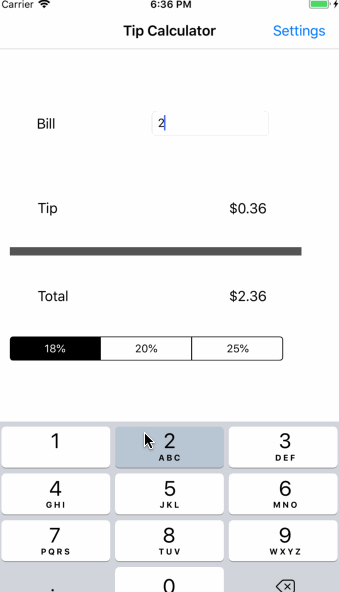 Carrier 6:36 PM
Tip Calculator Settings
Bill 2
Tip $0.36
Total $2.36
18% 20% 25%
1 2 3
ABC DEF
4 5 6
GHI JKL MNO
7 8 9
PQRS TUV WXYZ
. 0